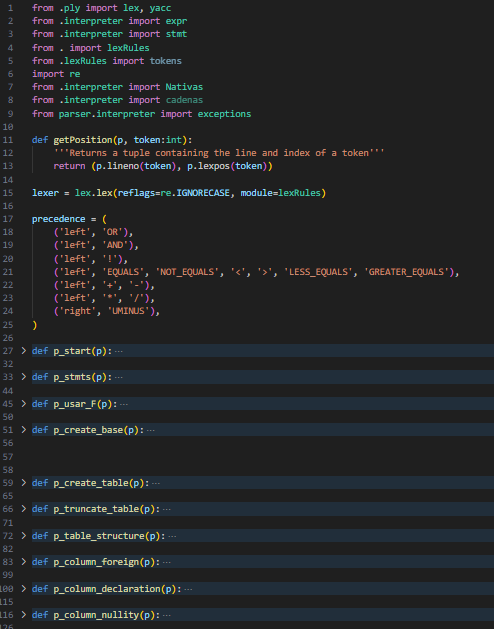 1 from .ply import lex, yacc
2 from .interpreter import expr
3 from .interpreter import stmt
4 from . import lexRules
5 from .lexRules import tokens
6 import re
7 from .interpreter import Nativas
8 from .interpreter import cadenas
9 from parser.interpreter import exceptions
10
11 def getPosition(p, token:int):
12     '''Returns a tuple containing the line and index of a token'''
13     return (p.lineno(token), p.lexpos(token))
14
15 lexer = lex.lex(reflags=re.IGNORECASE, module=lexRules)
16
17 precedence = (
18     ('left', 'OR'),
19     ('left', 'AND'),
20     ('left', '!'),
21     ('left', 'EQUALS', 'NOT_EQUALS', '<', '>', 'LESS_EQUALS', 'GREATER_EQUALS'),
22     ('left', '+', '-'),
23     ('left', '*', '/'),
24     ('right', 'UMINUS'),
25 )
26
27 > def p_start(p): ···
32
33 > def p_stmts(p): ···
44
45 > def p_usar_F(p): ···
50
51 > def p_create_base(p): ···
56
57
58
59 > def p_create_table(p): ···
65
66 > def p_truncate_table(p): ···
71
72 > def p_table_structure(p): ···
82
83 > def p_column_foreign(p): ···
99
100 > def p_column_declaration(p): ···
115
116 > def p_column_nullity(p): ···
126